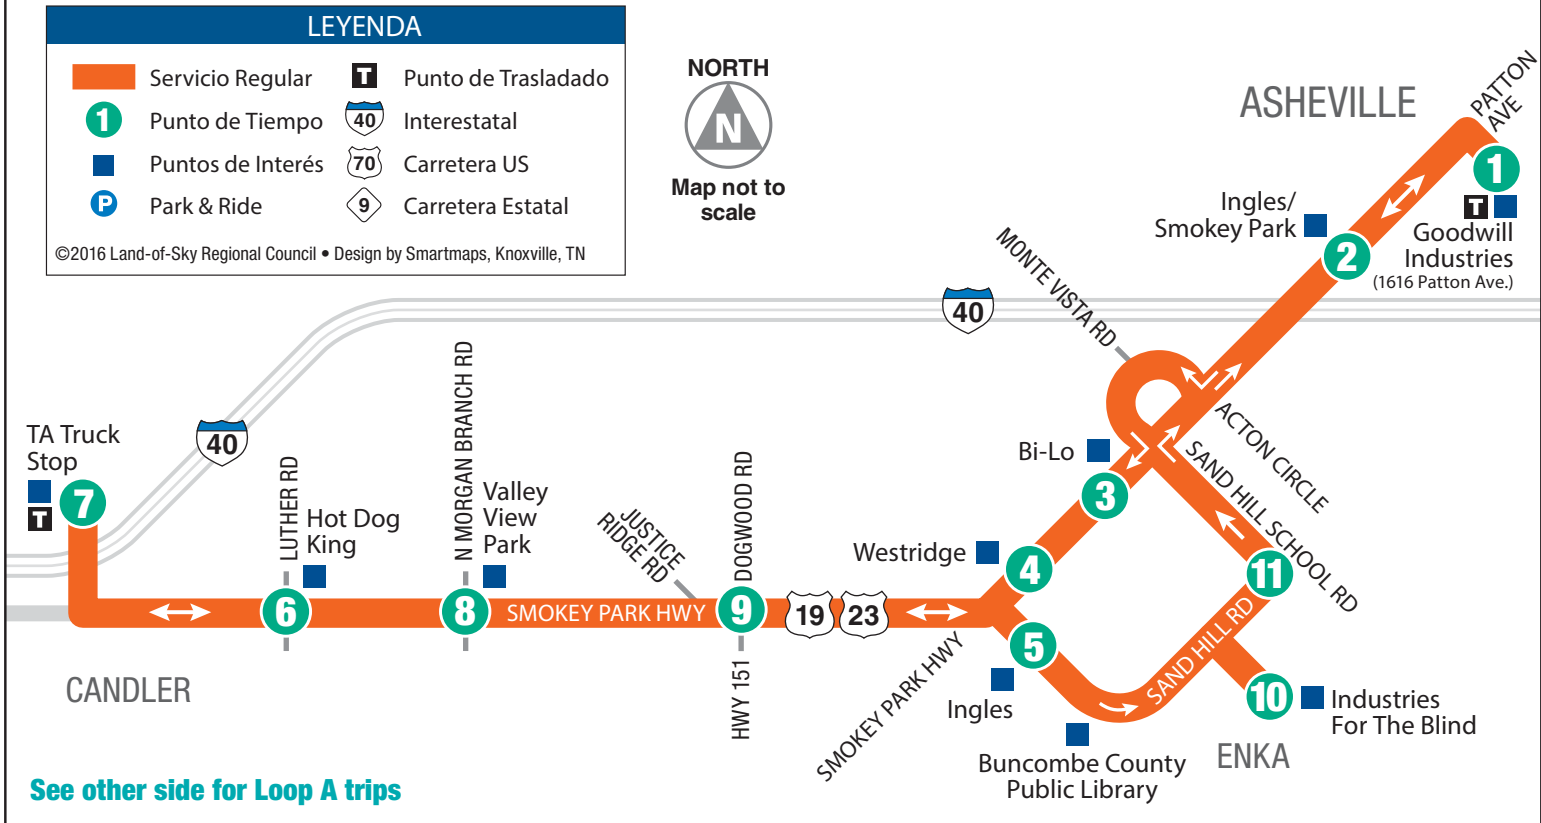 LEYENDA
Servicio Regular
T Punto de Trasladado
1 Punto de Tiempo
40 Interestatal
Puntos de Interés
70 Carretera US
P Park & Ride
9 Carretera Estatal
©2016 Land-of-Sky Regional Council • Design by Smartmaps, Knoxville, TN
NORTH
N
Map not to
scale
ASHEVILLE
PATTON
AVE
1
T
Goodwill
Industries
(1616 Patton Ave.)
Ingles/
Smokey Park
2
MONTE VISTA RD
40
40
ACTON CIRCLE
SAND HILL SCHOOL RD
Bi-Lo
3
Westridge
4
11
TA Truck
Stop
7
T
LUTHER RD
Hot Dog
King
6
N MORGAN BRANCH RD
Valley
View
Park
8
SMOKEY PARK HWY
JUSTICE
RIDGE RD
DOGWOOD RD
9
HWY 151
19
23
SMOKEY PARK HWY
5
Ingles
SAND HILL RD
10
Industries
For The Blind
Buncombe County
Public Library
ENKA
CANDLER
See other side for Loop A trips